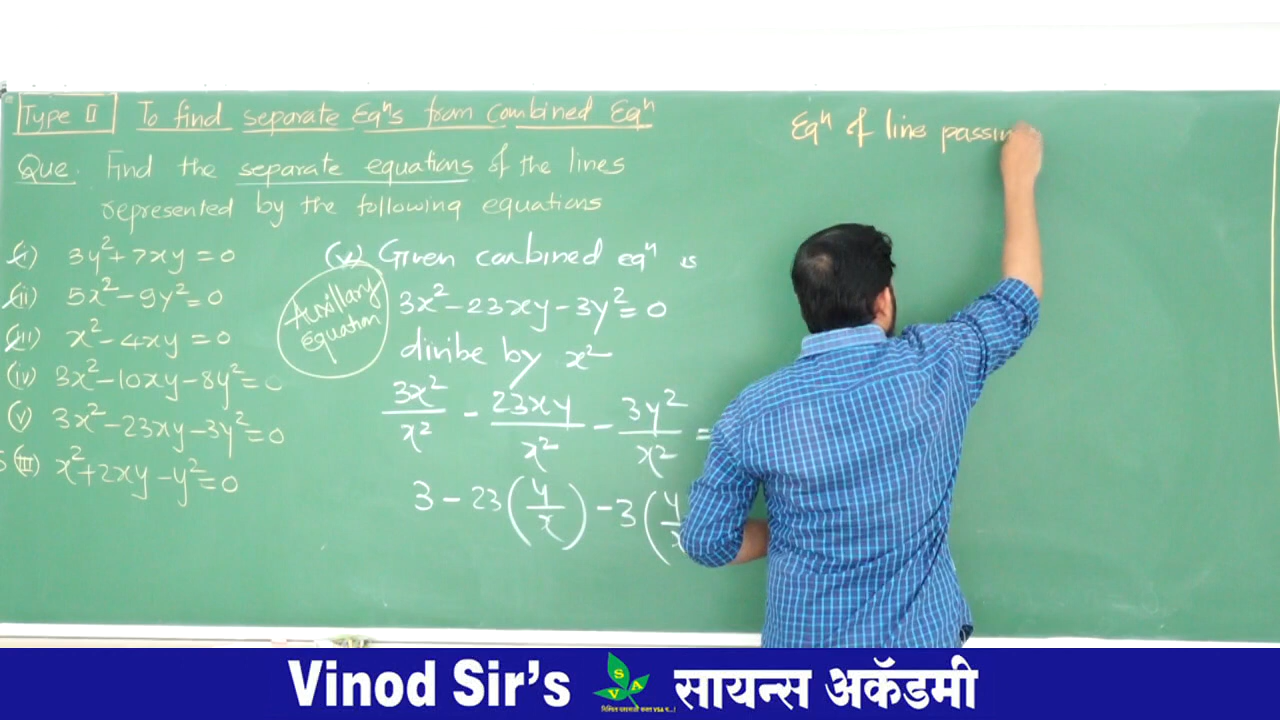 Type II To find separate Eqⁿs from Combined Eqⁿ
Que. Find the separate equations of the lines
represented by the following equations
i) 3y²+7xy=0
ii) 5x²-9y²=0
iii) x²-4xy=0
(iv) 3x²-10xy-8y²=0
(v) 3x²-23xy-3y²=0
(III) x²+2xy-y²=0
(v) Given combined eqⁿ is
Auxillary
equation
3x²-23xy-3y²=0
divibe by x²
3x²/x² - 23xy/x² - 3y²/x² =
3-23(y/x)-3(y/x
Eqⁿ of line passin
Vinod Sir's SVA सायन्स अकॅडमी